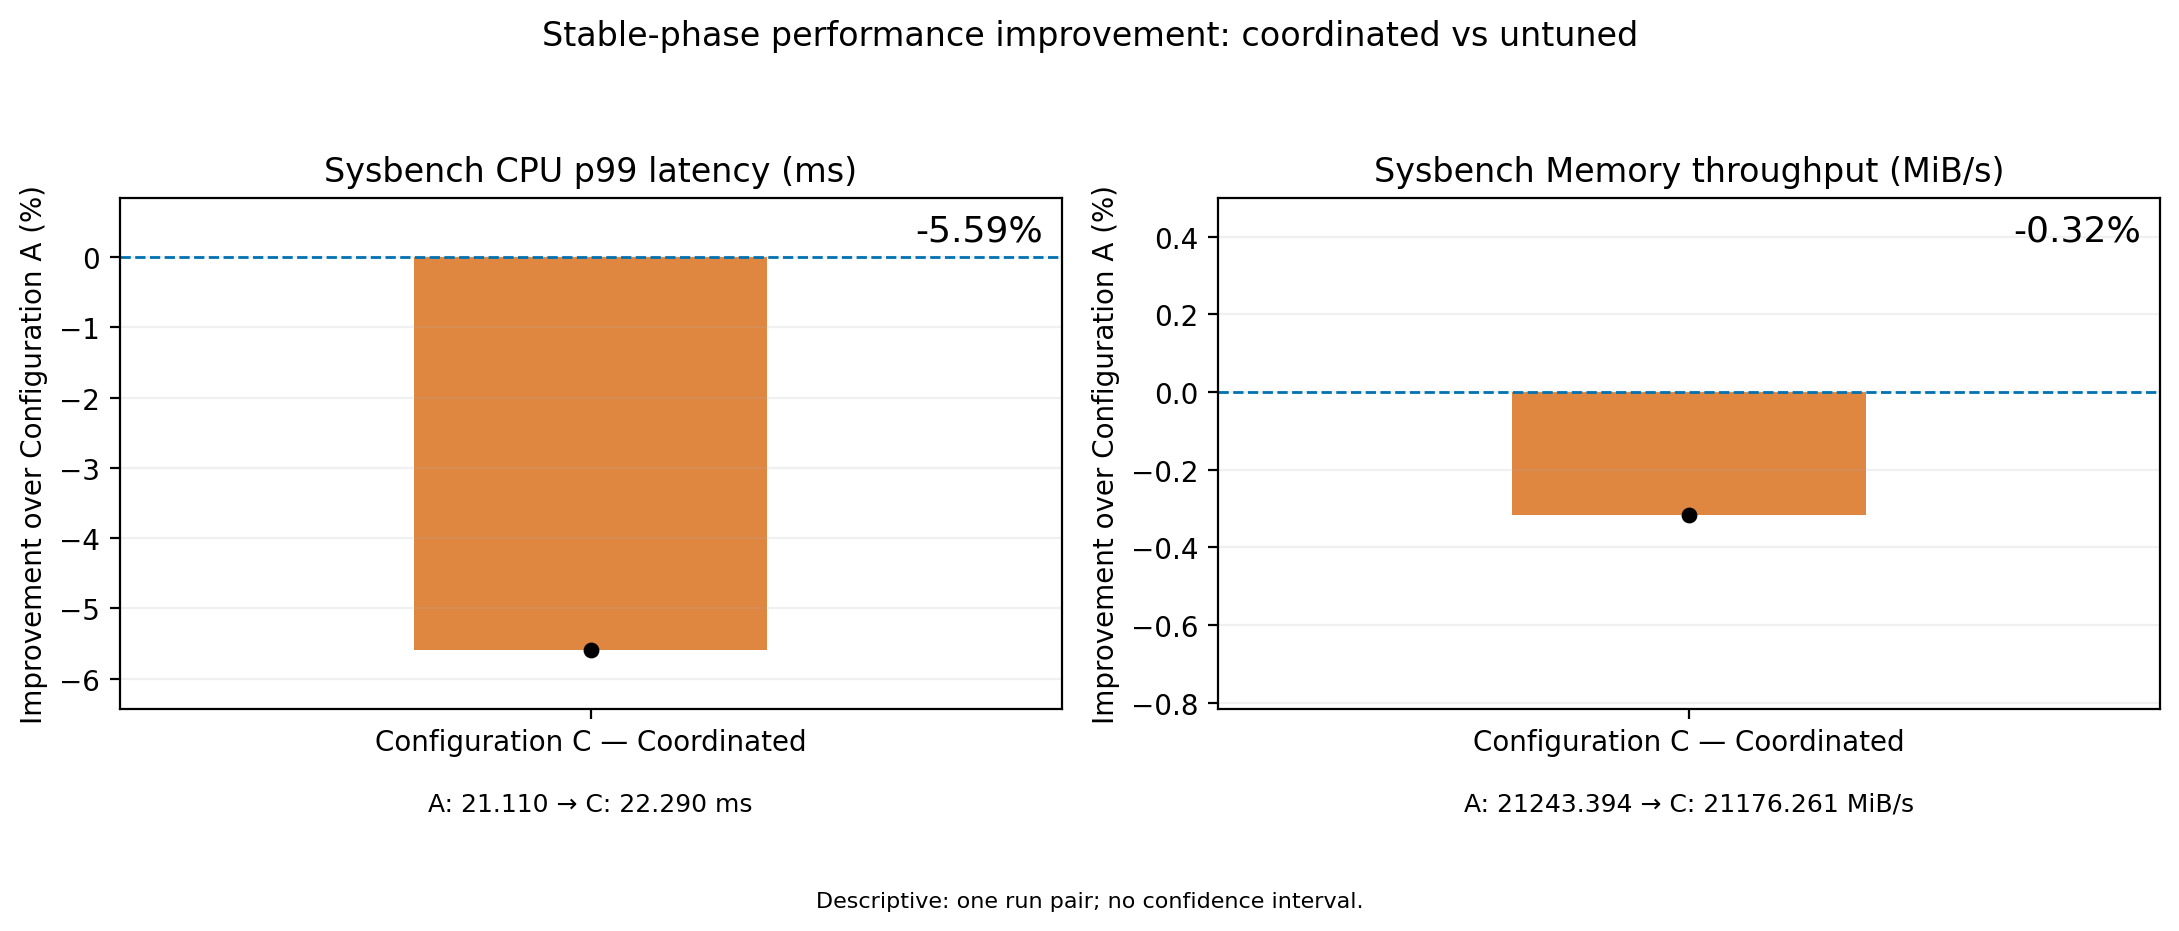 Stable-phase performance improvement: coordinated vs untuned
Sysbench CPU p99 latency (ms)
Improvement over Configuration A (%)
-5.59%
0
−1
−2
−3
−4
−5
−6
Configuration C — Coordinated
A: 21.110 → C: 22.290 ms
Sysbench Memory throughput (MiB/s)
Improvement over Configuration A (%)
-0.32%
0.4
0.2
0.0
−0.2
−0.4
−0.6
−0.8
Configuration C — Coordinated
A: 21243.394 → C: 21176.261 MiB/s
Descriptive: one run pair; no confidence interval.